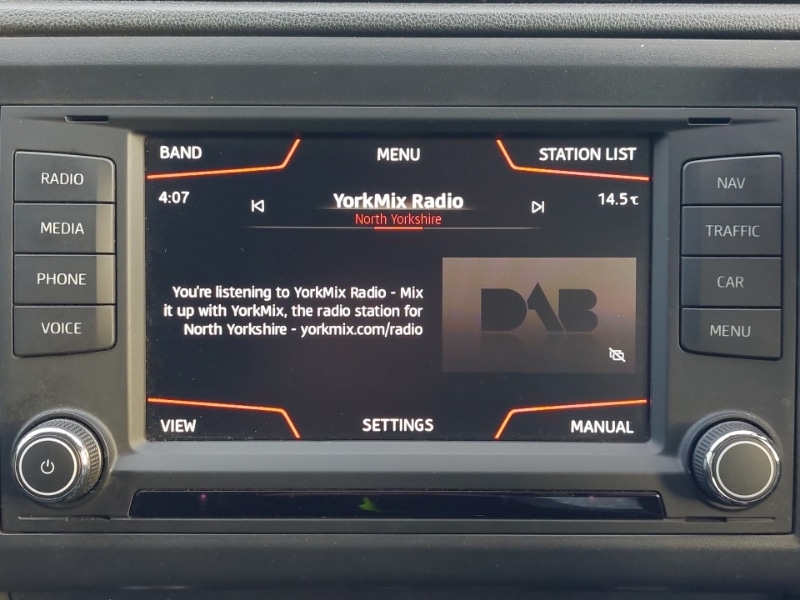 BAND
MENU
STATION LIST
4:07
YorkMix Radio
14.5℃
North Yorkshire
You're listening to YorkMix Radio - Mix
it up with YorkMix, the radio station for
North Yorkshire - yorkmix.com/radio
DAB
VIEW
SETTINGS
MANUAL
RADIO
MEDIA
PHONE
VOICE
NAV
TRAFFIC
CAR
MENU